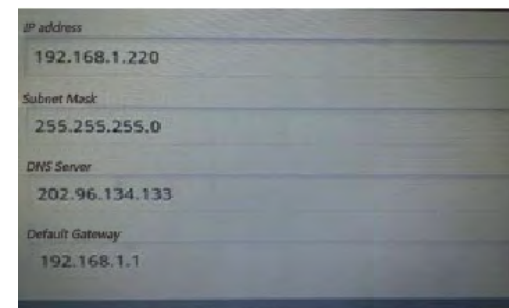 IP address
192.168.1.220
Subnet Mask
255.255.255.0
DNS Server
202.96.134.133
Default Gateway
192.168.1.1